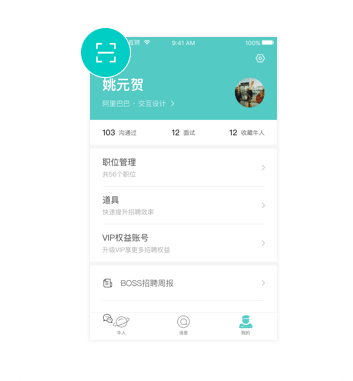 9:41 AM
100%
姚元贺
阿里巴巴 · 交互设计
103 沟通过
12 面试
12 收藏牛人
职位管理
共56个职位
道具
快速提升招聘效率
VIP权益账号
升级VIP享更多招聘权益
BOSS招聘周报
牛人
消息
我的